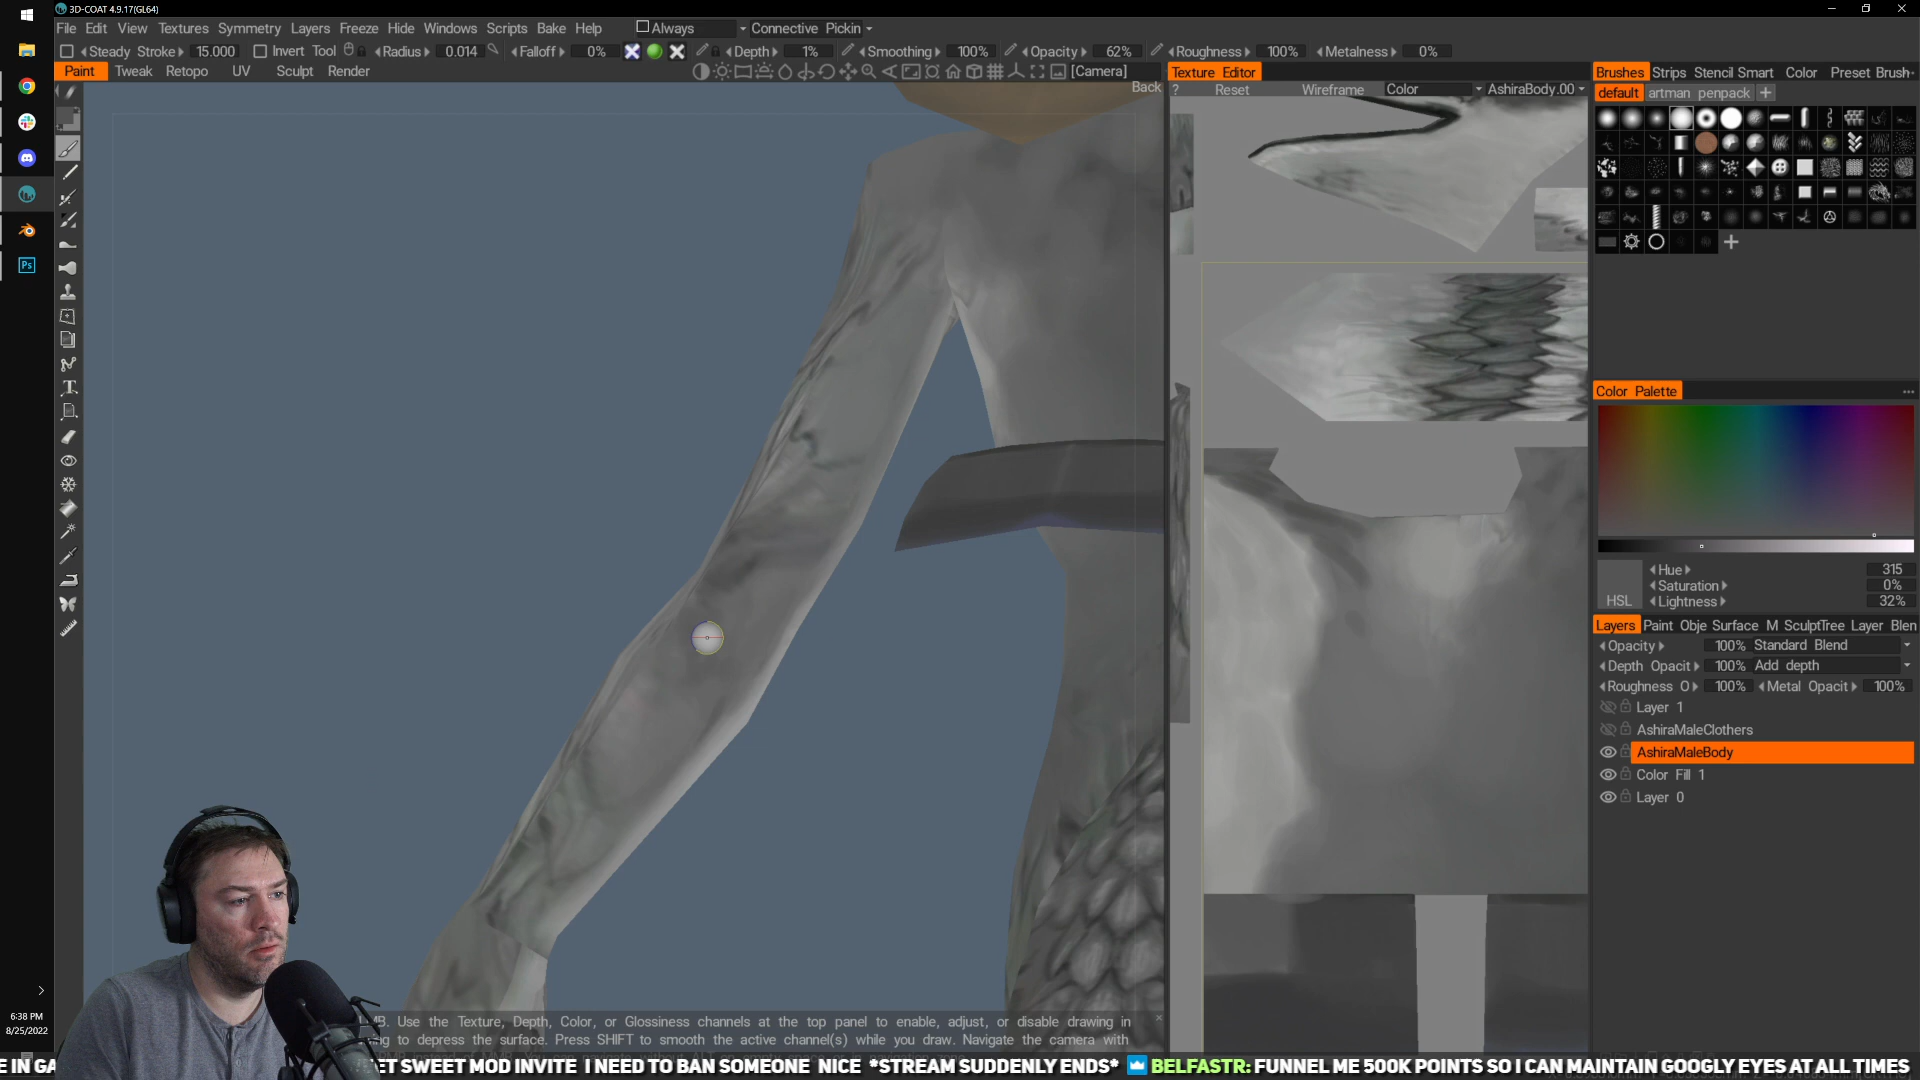 3D-COAT 4.9.17(GL64)
File Edit View Textures Symmetry Layers Freeze Hide Windows Scripts Bake Help Always Connective Pickin
Steady Stroke 15.000 Invert Tool Radius 0.014 Falloff 0% Depth 1% Smoothing 100% Opacity 62% Roughness 100% Metalness 0%
Paint Tweak Retopo UV Sculpt Render [Camera] Texture Editor Brushes Strips Stencil Smart Color Preset Brush
Back ? Reset Wireframe Color AshiraBody.00 default artman penpack
Ps
Color Palette
Hue 315
Saturation 0%
HSL Lightness 32%
Layers Paint Obje Surface M SculptTree Layer Blen
Opacity 100% Standard Blend
Depth Opacit 100% Add depth
Roughness O 100% Metal Opacit 100%
Layer 1
AshiraMaleClothers
AshiraMaleBody
Color Fill 1
Layer 0
6:38 PM
8/25/2022
MB. Use the Texture, Depth, Color, or Glossiness channels at the top panel to enable, adjust, or disable drawing in
to depress the surface. Press SHIFT to smooth the active channel(s) while you draw. Navigate the camera with
E IN GA ET SWEET MOD INVITE I NEED TO BAN SOMEONE NICE *STREAM SUDDENLY ENDS* BELFASTR: FUNNEL ME 500K POINTS SO I CAN MAINTAIN GOOGLY EYES AT ALL TIMES